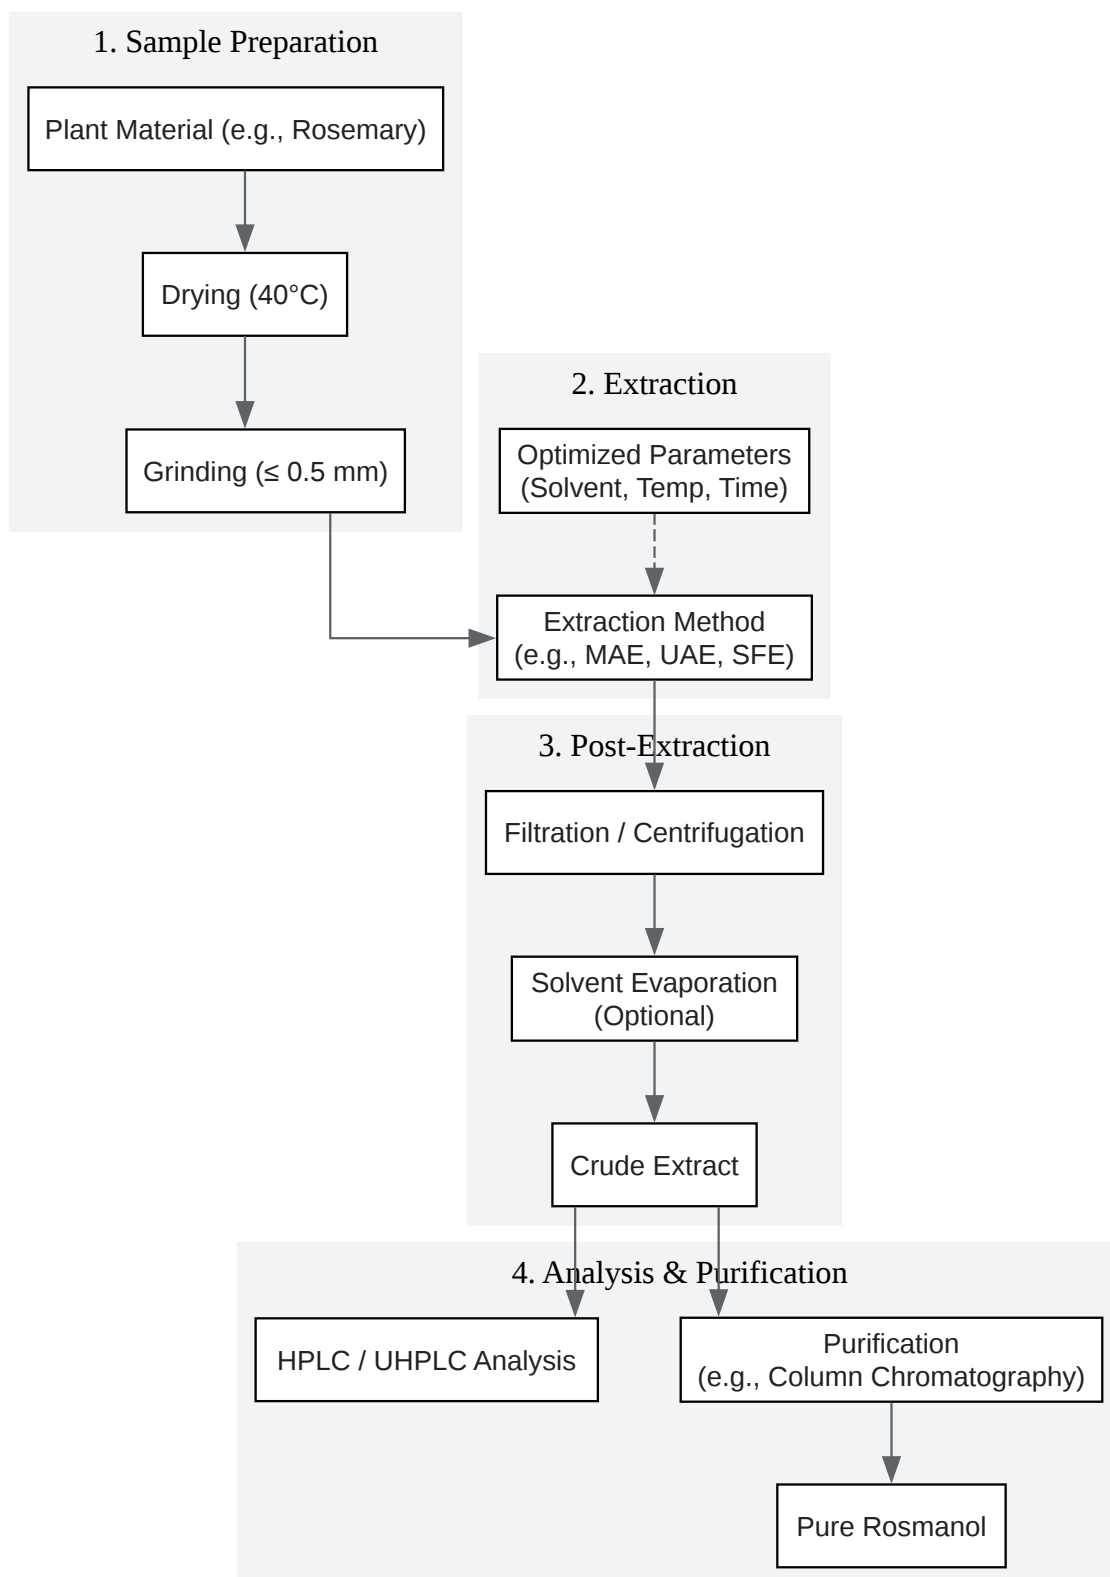 1. Sample Preparation
Plant Material (e.g., Rosemary)
Drying (40°C)
Grinding (≤ 0.5 mm)
2. Extraction
Optimized Parameters
(Solvent, Temp, Time)
Extraction Method
(e.g., MAE, UAE, SFE)
3. Post-Extraction
Filtration / Centrifugation
Solvent Evaporation
(Optional)
Crude Extract
4. Analysis & Purification
HPLC / UHPLC Analysis
Purification
(e.g., Column Chromatography)
Pure Rosmanol